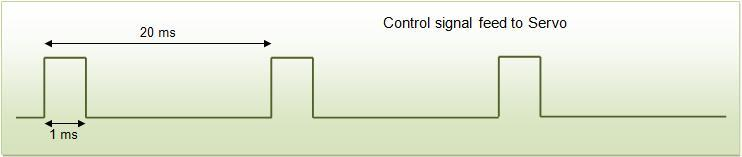 Control signal feed to Servo
20 ms
1 ms